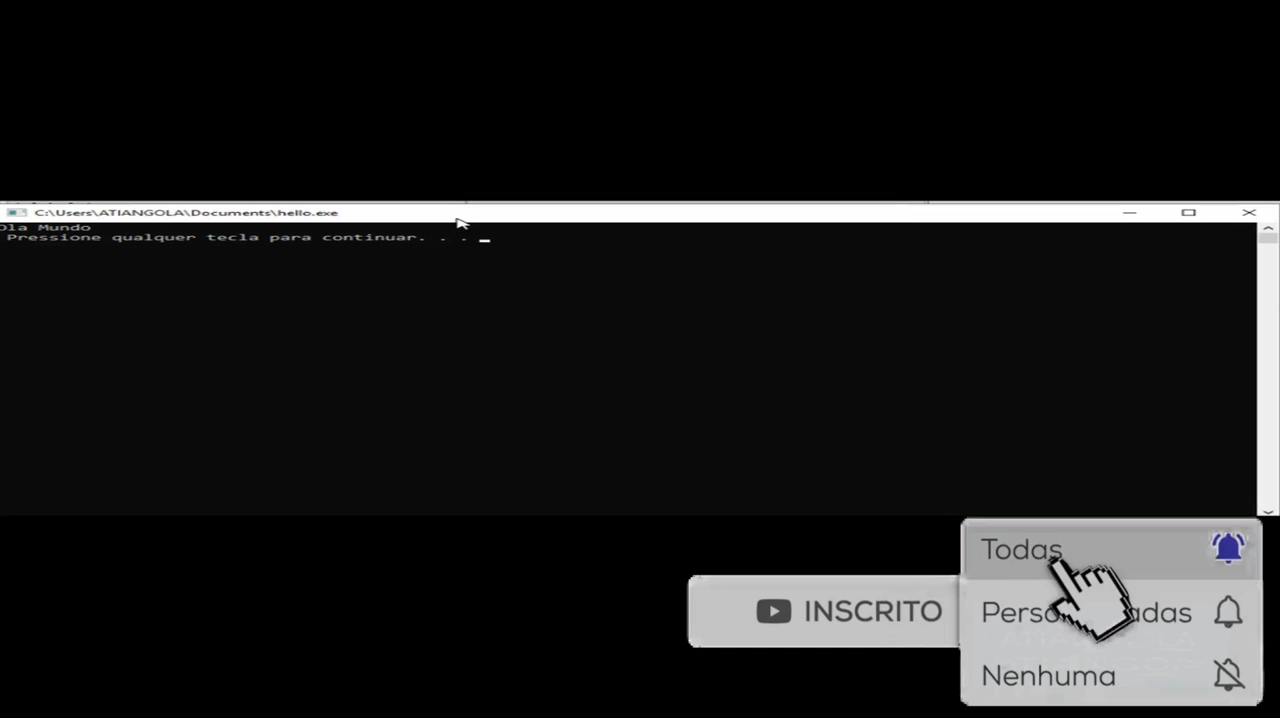 C:\Users\ATIANGOLA\Documents\hello.exe
Ola Mundo
Pressione qualquer tecla para continuar. . .
Todas
INSCRITO
Nenhuma